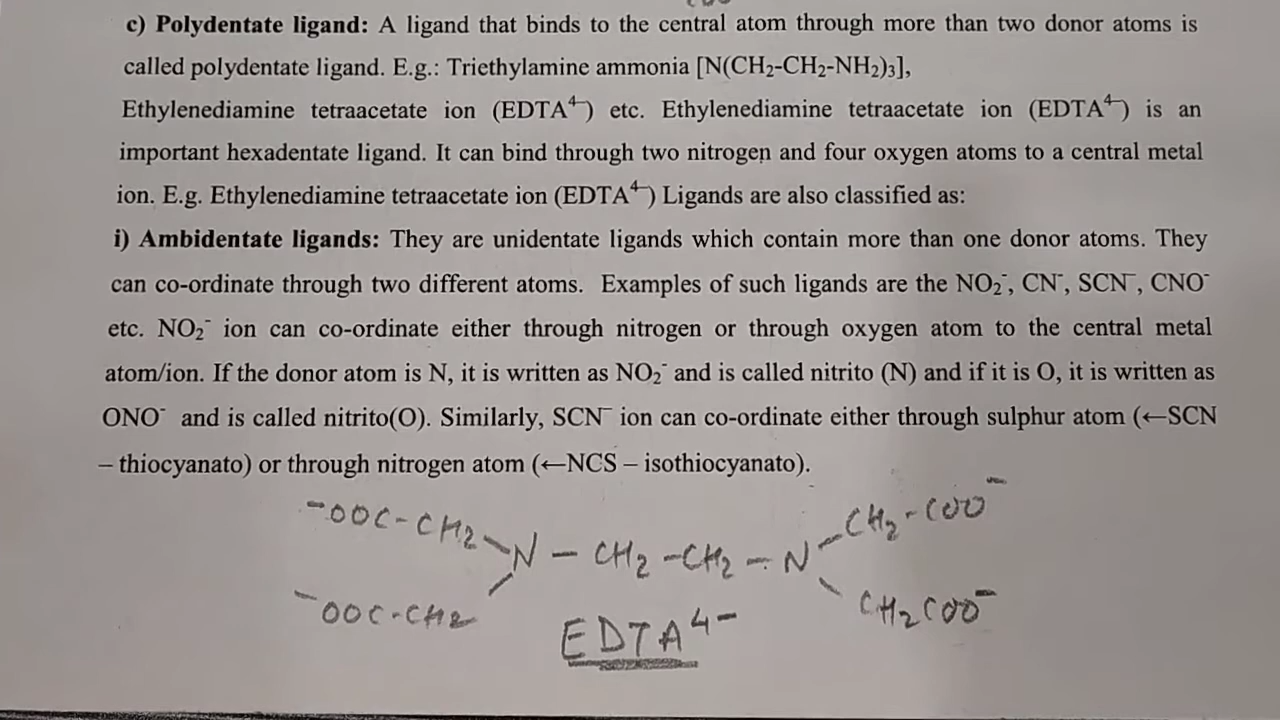 c) Polydentate ligand: A ligand that binds to the central atom through more than two donor atoms is
called polydentate ligand. E.g.: Triethylamine ammonia [N(CH₂-CH₂-NH₂)₃],
Ethylenediamine tetraacetate ion (EDTA⁴⁻) etc. Ethylenediamine tetraacetate ion (EDTA⁴⁻) is an
important hexadentate ligand. It can bind through two nitrogen and four oxygen atoms to a central metal
ion. E.g. Ethylenediamine tetraacetate ion (EDTA⁴⁻) Ligands are also classified as:
i) Ambidentate ligands: They are unidentate ligands which contain more than one donor atoms. They
can co-ordinate through two different atoms. Examples of such ligands are the NO₂⁻, CN⁻, SCN⁻, CNO⁻
etc. NO₂⁻ ion can co-ordinate either through nitrogen or through oxygen atom to the central metal
atom/ion. If the donor atom is N, it is written as NO₂⁻ and is called nitrito (N) and if it is O, it is written as
ONO⁻ and is called nitrito(O). Similarly, SCN⁻ ion can co-ordinate either through sulphur atom (←SCN
– thiocyanato) or through nitrogen atom (←NCS – isothiocyanato).
⁻OOC-CH₂ CH₂-COO⁻
N – CH₂ -CH₂ – N
⁻OOC-CH₂ CH₂COO⁻
EDTA⁴⁻